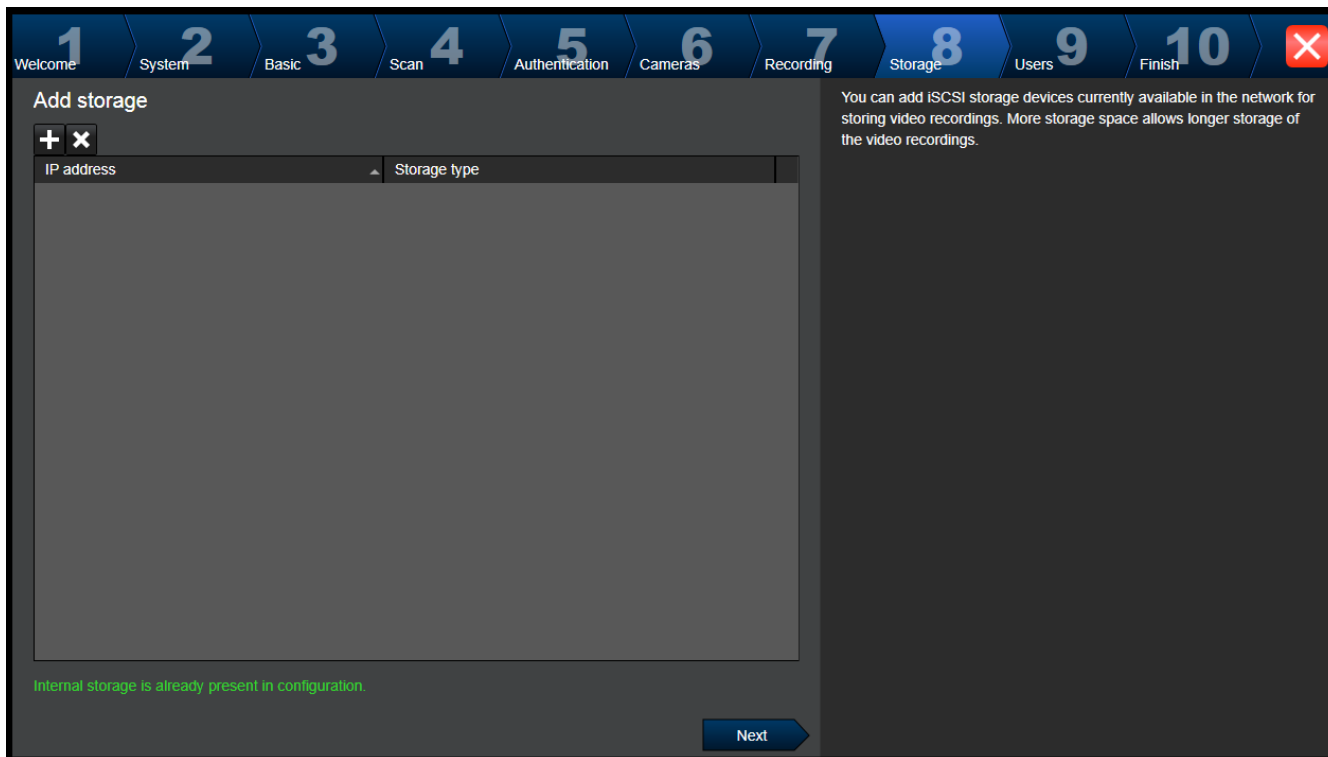 1 Welcome
2 System
3 Basic
4 Scan
5 Authentication
6 Cameras
7 Recording
8 Storage
9 Users
10 Finish
Add storage
IP address Storage type
Internal storage is already present in configuration.
Next
You can add iSCSI storage devices currently available in the network for
storing video recordings. More storage space allows longer storage of
the video recordings.